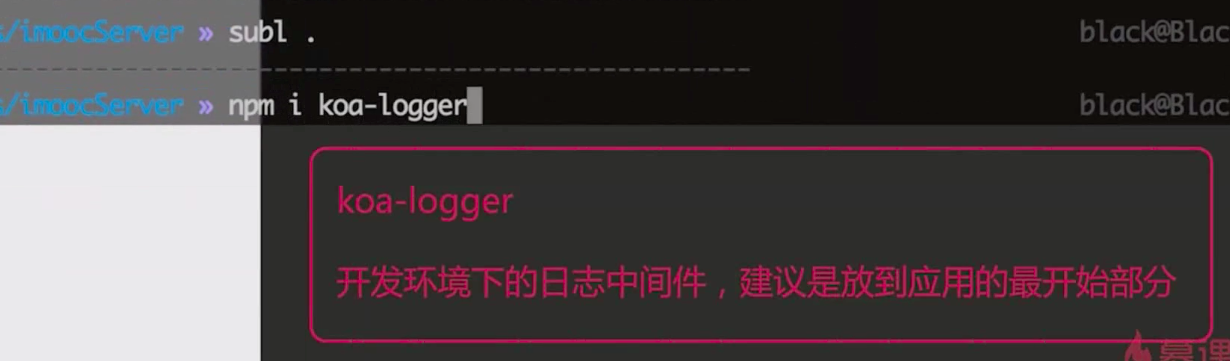 s/imoocServer » subl . black@Blac
s/imoocServer » npm i koa-logger black@Blac
koa-logger
开发环境下的日志中间件，建议是放到应用的最开始部分
慕课